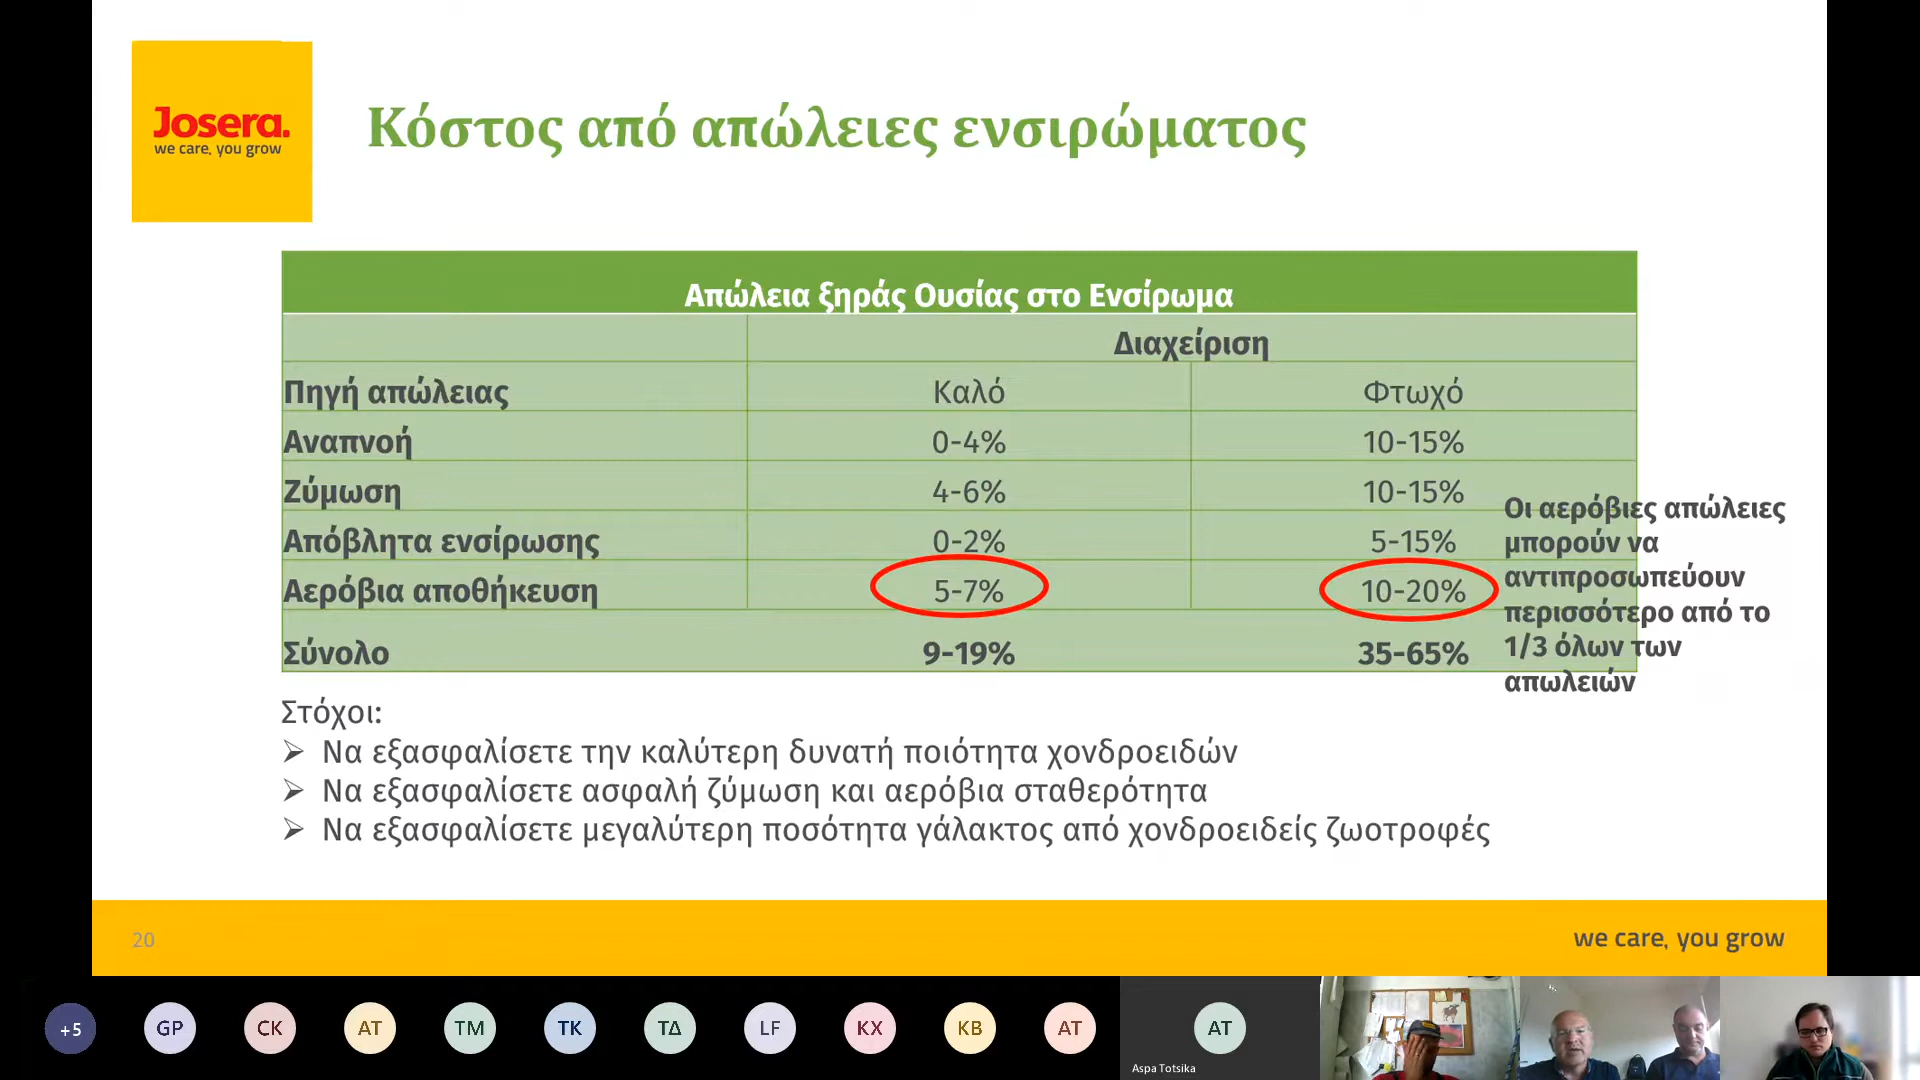 Josera.
we care, you grow
Κόστος από απώλειες ενσιρώματος
Απώλεια ξηράς Ουσίας στο Ενσίρωμα
Διαχείριση
Πηγή απώλειας Καλό Φτωχό
Αναπνοή 0-4% 10-15%
Ζύμωση 4-6% 10-15%
Απόβλητα ενσίρωσης 0-2% 5-15%
Αερόβια αποθήκευση 5-7% 10-20%
Σύνολο 9-19% 35-65%
Οι αερόβιες απώλειες
μπορούν να
αντιπροσωπεύουν
περισσότερο από το
1/3 όλων των
απωλειών
Στόχοι:
➢ Να εξασφαλίσετε την καλύτερη δυνατή ποιότητα χονδροειδών
➢ Να εξασφαλίσετε ασφαλή ζύμωση και αερόβια σταθερότητα
➢ Να εξασφαλίσετε μεγαλύτερη ποσότητα γάλακτος από χονδροειδείς ζωοτροφές
20
we care, you grow
+5 GP CK AT TM TK ΤΔ LF KX KB AT AT
Aspa Totsika